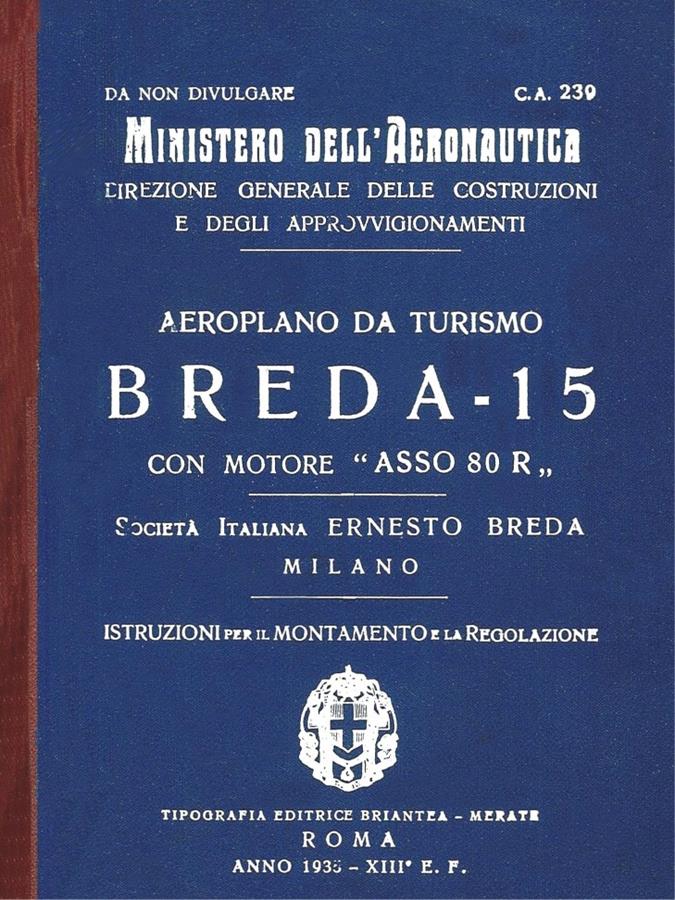 DA NON DIVULGARE C.A. 239
MINISTERO DELL'AERONAUTICA
DIREZIONE GENERALE DELLE COSTRUZIONI
E DEGLI APPROVVIGIONAMENTI
AEROPLANO DA TURISMO
BREDA-15
CON MOTORE “ASSO 80 R„
SOCIETÀ ITALIANA ERNESTO BREDA
MILANO
ISTRUZIONI PER IL MONTAMENTO E LA REGOLAZIONE
TIPOGRAFIA EDITRICE BRIANTEA - MERATE
ROMA
ANNO 1935 - XIII° E. F.